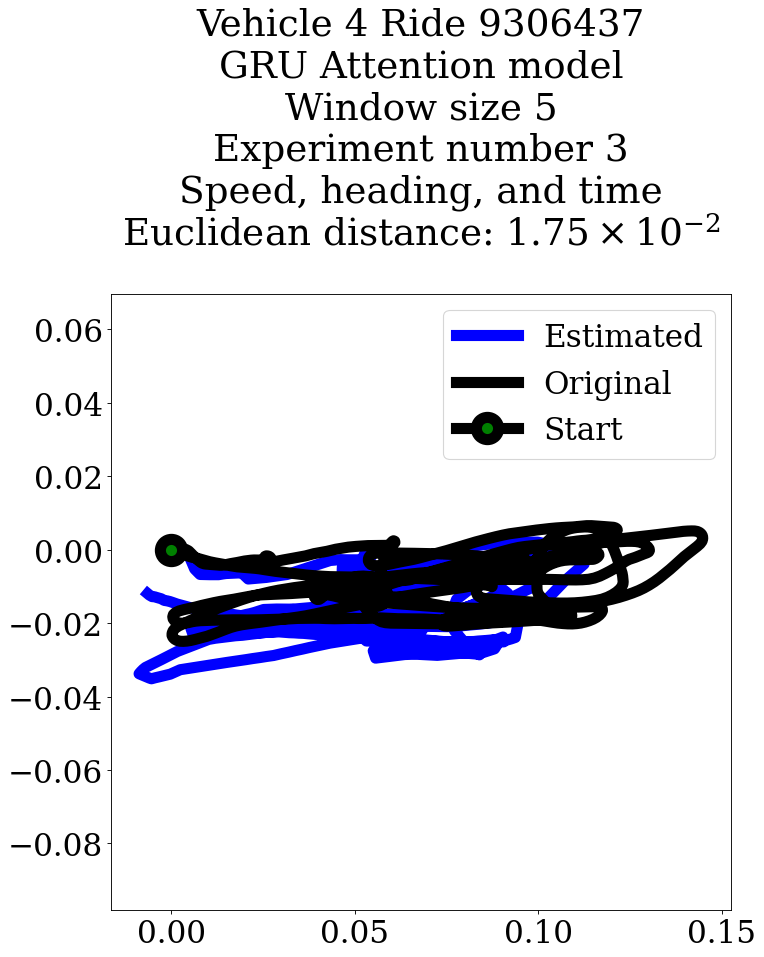 Vehicle 4 Ride 9306437
GRU Attention model
Window size 5
Experiment number 3
Speed, heading, and time
Euclidean distance: 1.75 × 10⁻²
Estimated
Original
Start
0.06
0.04
0.02
0.00
−0.02
−0.04
−0.06
−0.08
0.00 0.05 0.10 0.15